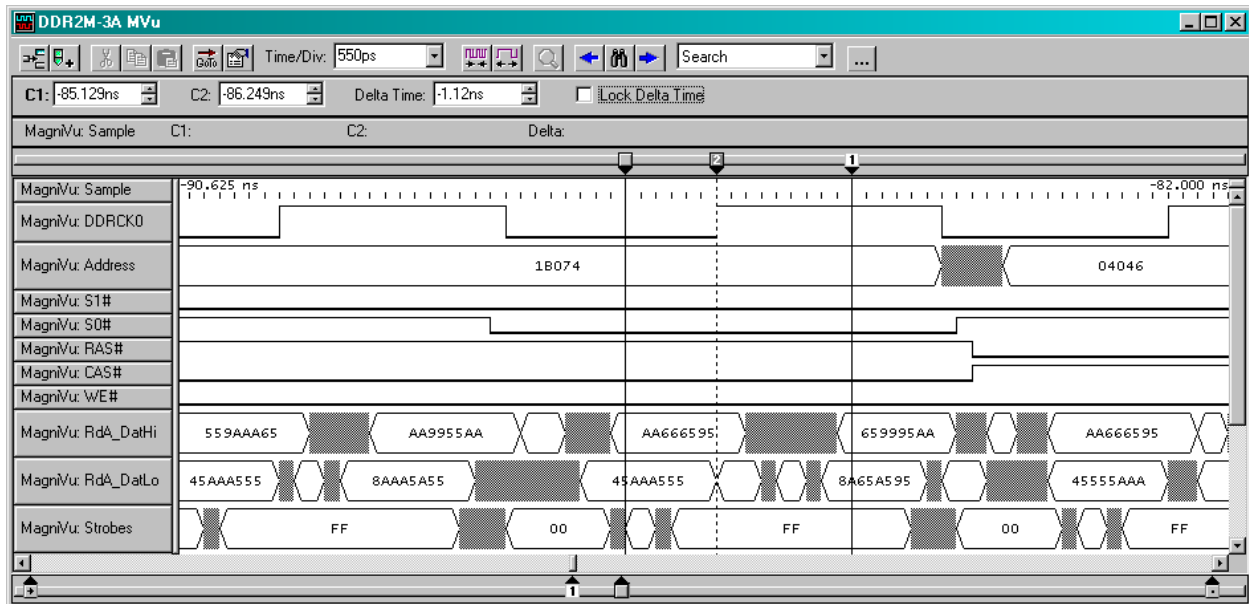 DDR2M-3A MVu
GoTo Time/Div: 550ps Search ...
C1: -85.129ns C2: -86.249ns Delta Time: -1.12ns Lock Delta Time
MagniVu: Sample C1: C2: Delta:
2 1
MagniVu: Sample -90.625 ns -82.000 ns
MagniVu: DDRCK0
MagniVu: Address 1B074 04046
MagniVu: S1#
MagniVu: S0#
MagniVu: RAS#
MagniVu: CAS#
MagniVu: WE#
MagniVu: RdA_DatHi 559AAA65 AA9955AA AA666595 659995AA AA666595
MagniVu: RdA_DatLo 45AAA555 8AAA5A55 45AAA555 8A65A595 45555AAA
MagniVu: Strobes FF 00 FF 00 FF
1